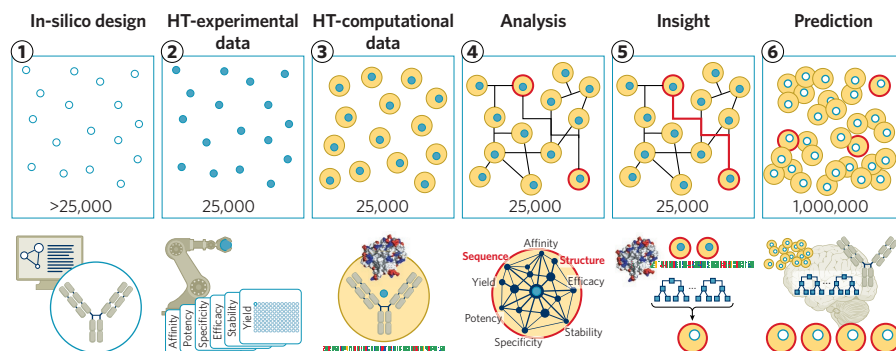 In-silico design
HT-experimental
data
HT-computational
data
Analysis
Insight
Prediction
1
2
3
4
5
6
>25,000
25,000
25,000
25,000
25,000
1,000,000
Affinity
Potency
Specificity
Efficacy
Stability
Yield
Affinity
Sequence
Structure
Yield
Efficacy
Potency
Stability
Specificity
...
...